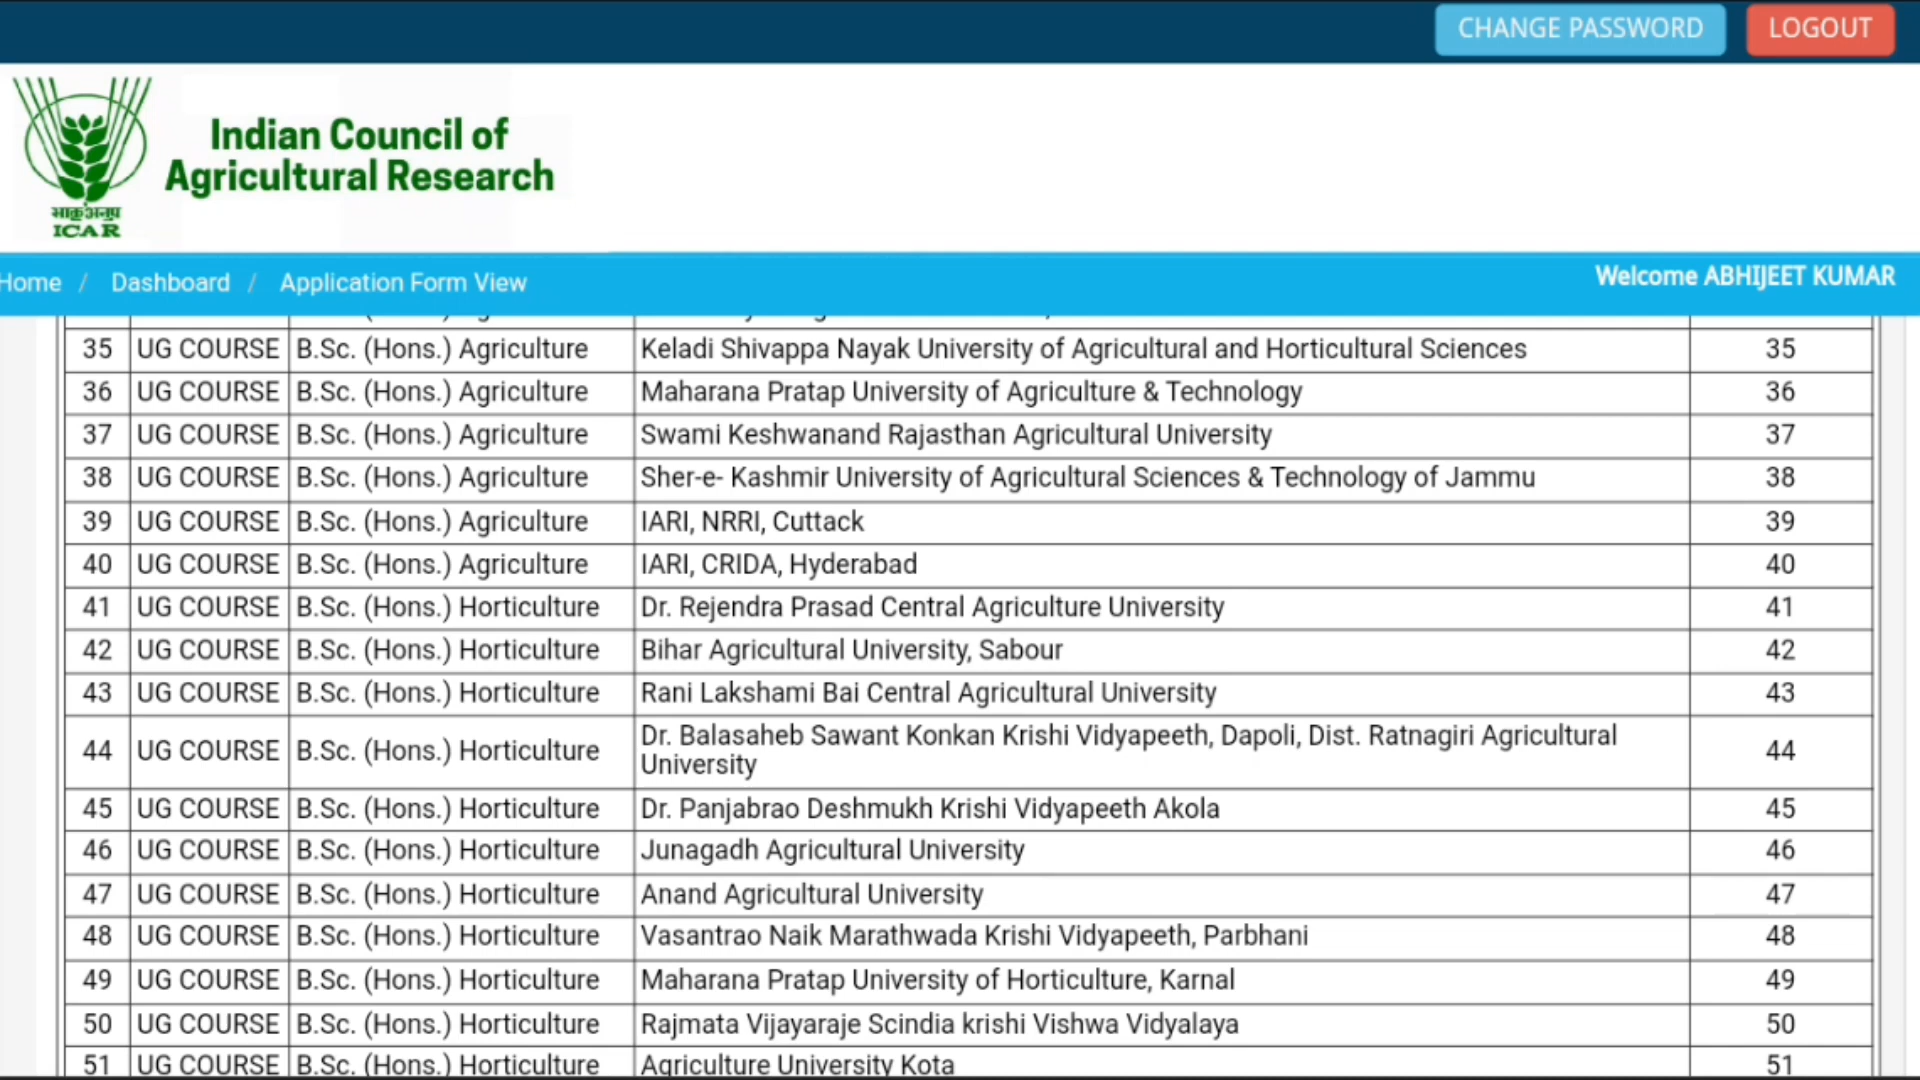 CHANGE PASSWORD LOGOUT
Indian Council of
Agricultural Research
भाकृअनुप
ICAR
Home / Dashboard / Application Form View Welcome ABHIJEET KUMAR
35 UG COURSE B.Sc. (Hons.) Agriculture Keladi Shivappa Nayak University of Agricultural and Horticultural Sciences 35
36 UG COURSE B.Sc. (Hons.) Agriculture Maharana Pratap University of Agriculture & Technology 36
37 UG COURSE B.Sc. (Hons.) Agriculture Swami Keshwanand Rajasthan Agricultural University 37
38 UG COURSE B.Sc. (Hons.) Agriculture Sher-e- Kashmir University of Agricultural Sciences & Technology of Jammu 38
39 UG COURSE B.Sc. (Hons.) Agriculture IARI, NRRI, Cuttack 39
40 UG COURSE B.Sc. (Hons.) Agriculture IARI, CRIDA, Hyderabad 40
41 UG COURSE B.Sc. (Hons.) Horticulture Dr. Rejendra Prasad Central Agriculture University 41
42 UG COURSE B.Sc. (Hons.) Horticulture Bihar Agricultural University, Sabour 42
43 UG COURSE B.Sc. (Hons.) Horticulture Rani Lakshami Bai Central Agricultural University 43
44 UG COURSE B.Sc. (Hons.) Horticulture Dr. Balasaheb Sawant Konkan Krishi Vidyapeeth, Dapoli, Dist. Ratnagiri Agricultural
University 44
45 UG COURSE B.Sc. (Hons.) Horticulture Dr. Panjabrao Deshmukh Krishi Vidyapeeth Akola 45
46 UG COURSE B.Sc. (Hons.) Horticulture Junagadh Agricultural University 46
47 UG COURSE B.Sc. (Hons.) Horticulture Anand Agricultural University 47
48 UG COURSE B.Sc. (Hons.) Horticulture Vasantrao Naik Marathwada Krishi Vidyapeeth, Parbhani 48
49 UG COURSE B.Sc. (Hons.) Horticulture Maharana Pratap University of Horticulture, Karnal 49
50 UG COURSE B.Sc. (Hons.) Horticulture Rajmata Vijayaraje Scindia krishi Vishwa Vidyalaya 50
51 UG COURSE B.Sc. (Hons.) Horticulture Agriculture University Kota 51